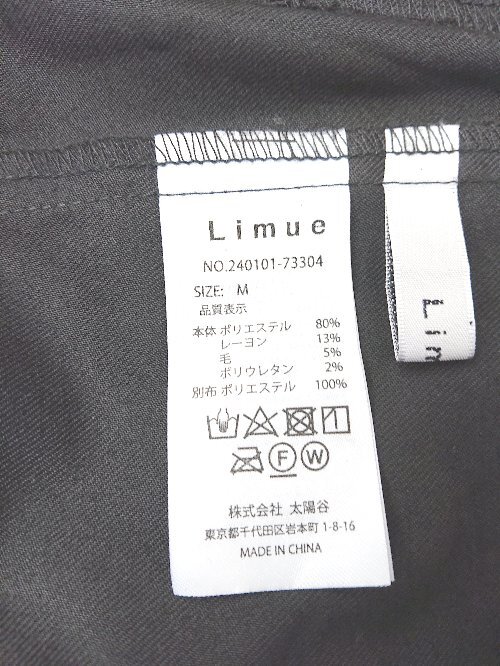 Limue
NO.240101-73304
SIZE: M
品質表示
本体 ポリエステル 80%
レーヨン 13%
毛 5%
ポリウレタン 2%
別布 ポリエステル 100%
F W
株式会社 太陽谷
東京都千代田区岩本町 1-8-16
MADE IN CHINA
Lim